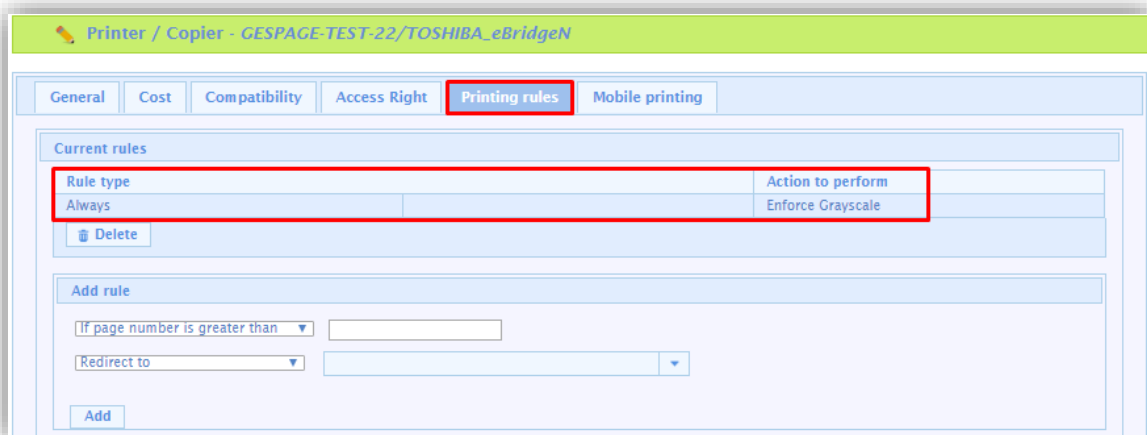 Printer / Copier - GESPAGE-TEST-22/TOSHIBA_eBridgeN
General Cost Compatibility Access Right Printing rules Mobile printing
Current rules
Rule type Action to perform
Always Enforce Grayscale
Delete
Add rule
If page number is greater than
Redirect to
Add